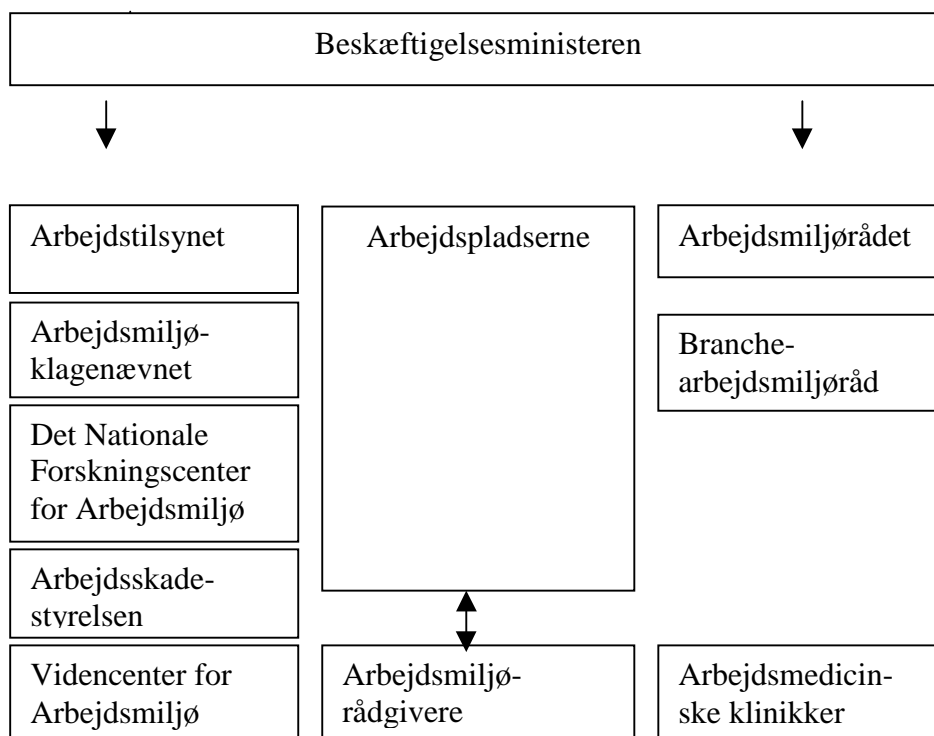 Beskæftigelsesministeren
Arbejdstilsynet
Arbejdsmiljø-
klagenævnet
Det Nationale
Forskningscenter
for Arbejdsmiljø
Arbejdsskade-
styrelsen
Videncenter for
Arbejdsmiljø
Arbejdspladserne
Arbejdsmiljø-
rådgivere
Arbejdsmiljørådet
Branche-
arbejdsmiljøråd
Arbejdsmedicin-
ske klinikker